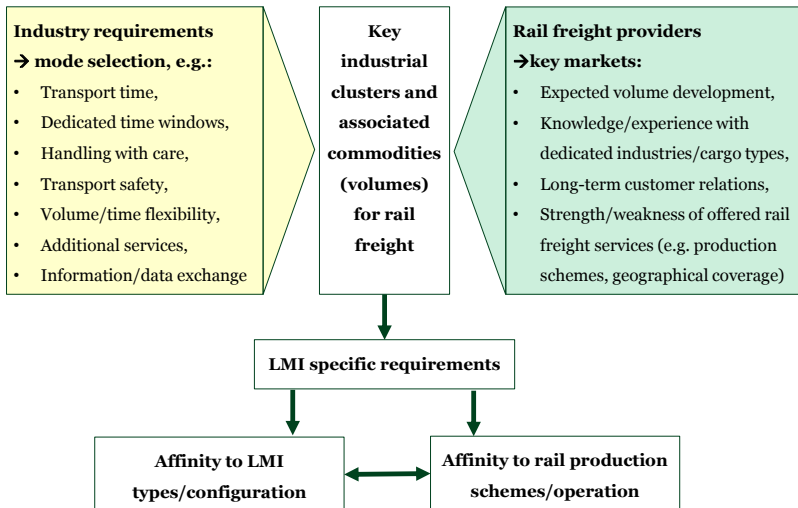 Industry requirements
→ mode selection, e.g.:
• Transport time,
• Dedicated time windows,
• Handling with care,
• Transport safety,
• Volume/time flexibility,
• Additional services,
• Information/data exchange
Key
industrial
clusters and
associated
commodities
(volumes)
for rail
freight
Rail freight providers
→key markets:
• Expected volume development,
• Knowledge/experience with
dedicated industries/cargo types,
• Long-term customer relations,
• Strength/weakness of offered rail
freight services (e.g. production
schemes, geographical coverage)
LMI specific requirements
Affinity to LMI
types/configuration
Affinity to rail production
schemes/operation